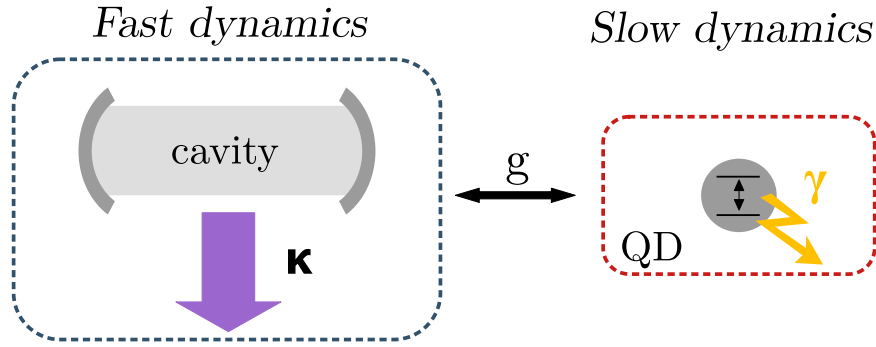 Fast dynamics
Slow dynamics
cavity
g
γ
κ
QD